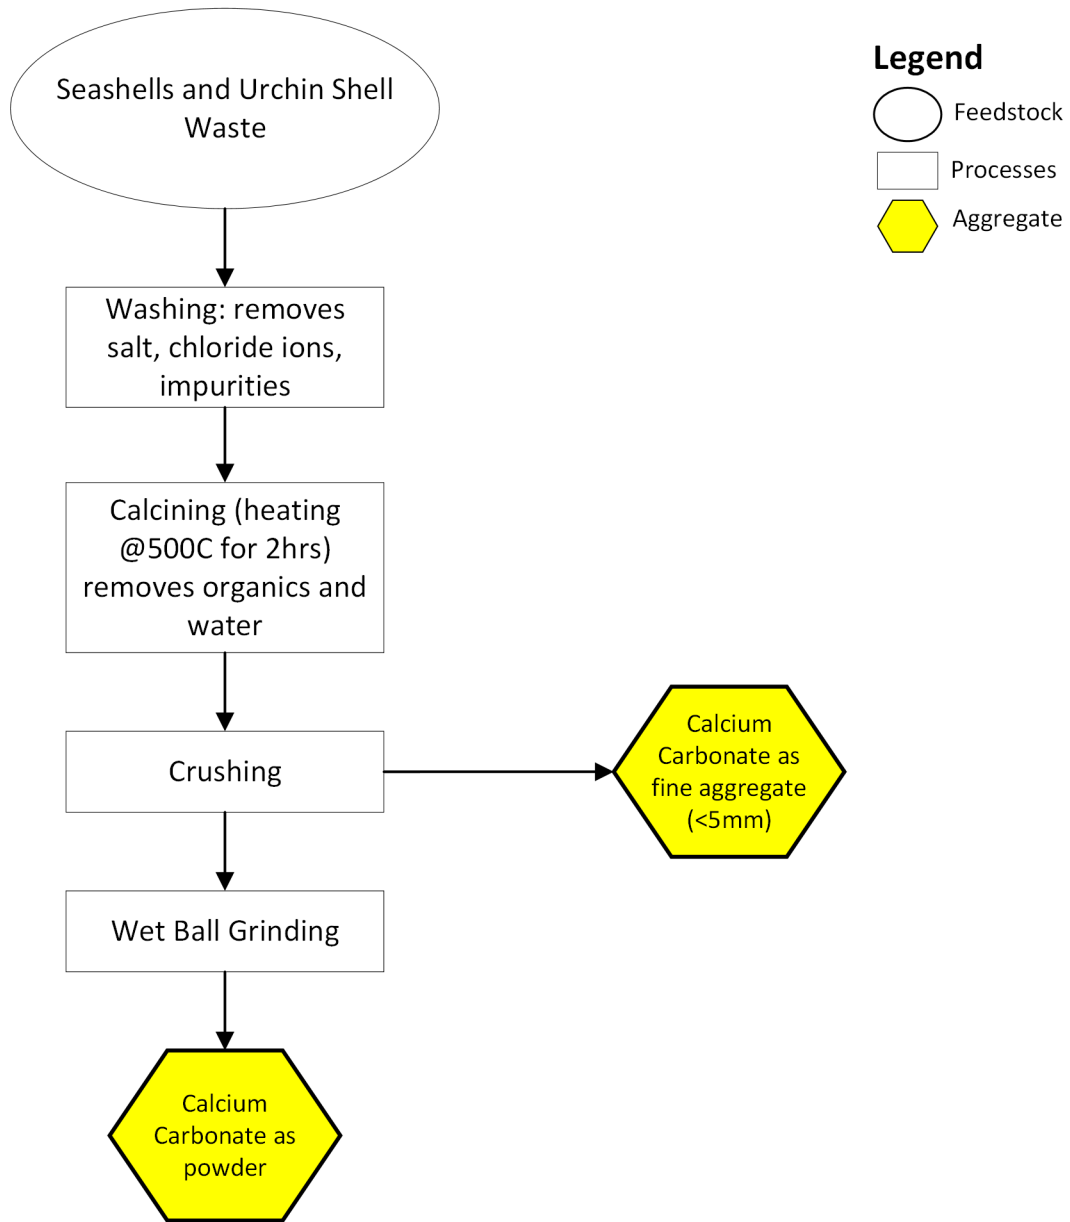 Seashells and Urchin Shell
Waste
Washing: removes
salt, chloride ions,
impurities
Calcining (heating
@500C for 2hrs)
removes organics and
water
Crushing
Calcium
Carbonate as
fine aggregate
(<5mm)
Wet Ball Grinding
Calcium
Carbonate as
powder
Legend
Feedstock
Processes
Aggregate